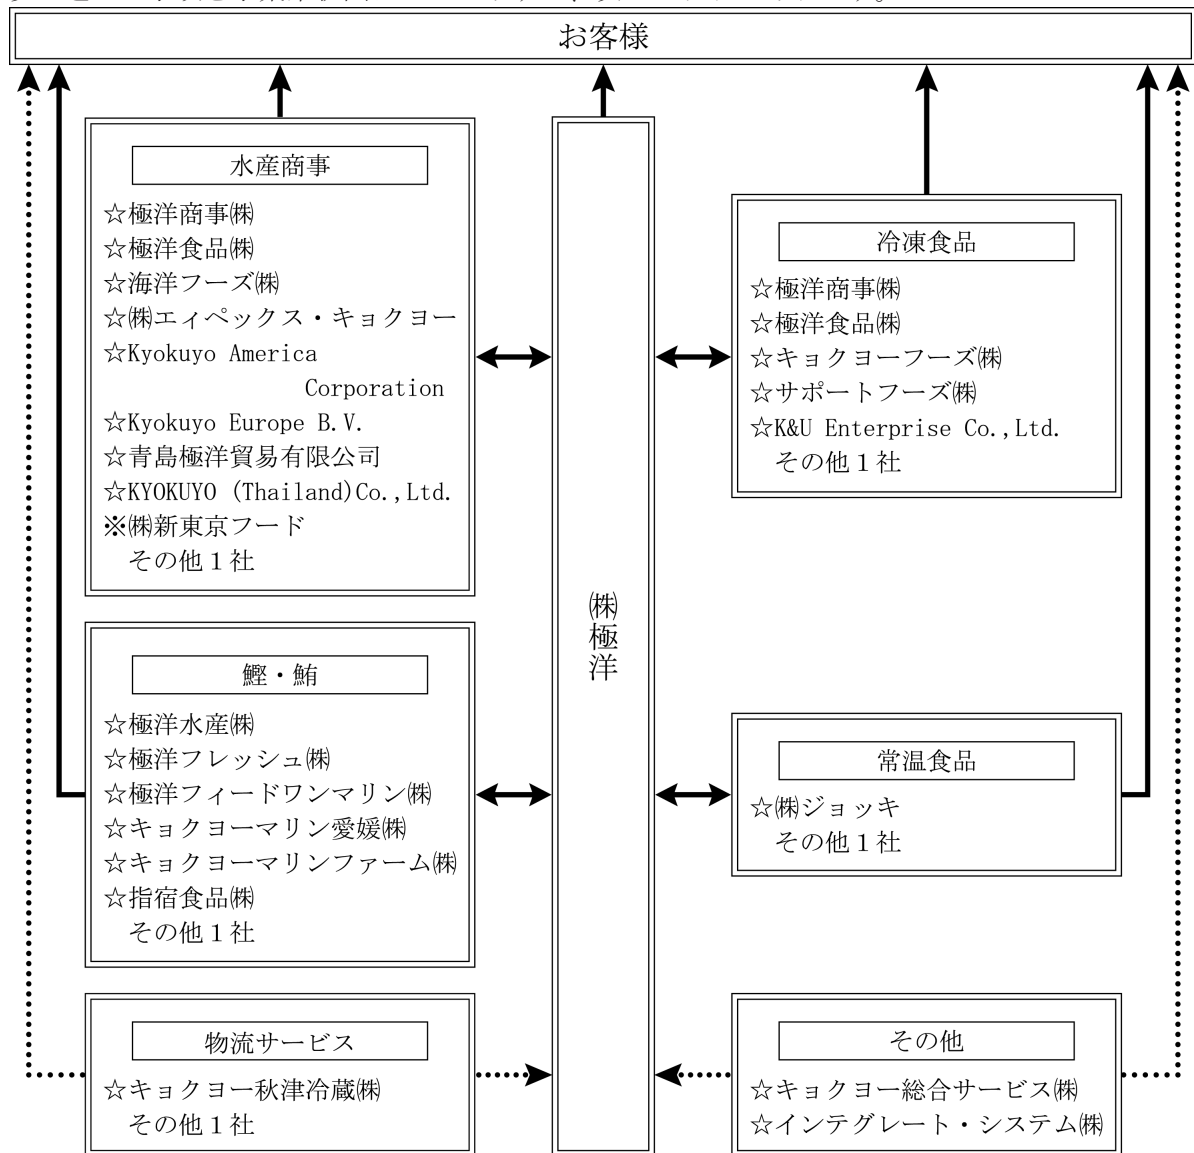 お客様
水産商事
☆極洋商事㈱
☆極洋食品㈱
☆海洋フーズ㈱
☆㈱エィペックス・キョクヨー
☆Kyokuyo America
Corporation
☆Kyokuyo Europe B.V.
☆青島極洋貿易有限公司
☆KYOKUYO (Thailand)Co.,Ltd.
※㈱新東京フード
その他１社
鰹・鮪
☆極洋水産㈱
☆極洋フレッシュ㈱
☆極洋フィードワンマリン㈱
☆キョクヨーマリン愛媛㈱
☆キョクヨーマリンファーム㈱
☆指宿食品㈱
その他１社
物流サービス
☆キョクヨー秋津冷蔵㈱
その他１社
㈱極洋
冷凍食品
☆極洋商事㈱
☆極洋食品㈱
☆キョクヨーフーズ㈱
☆サポートフーズ㈱
☆K&U Enterprise Co.,Ltd.
その他１社
常温食品
☆㈱ジョッキ
その他１社
その他
☆キョクヨー総合サービス㈱
☆インテグレート・システム㈱